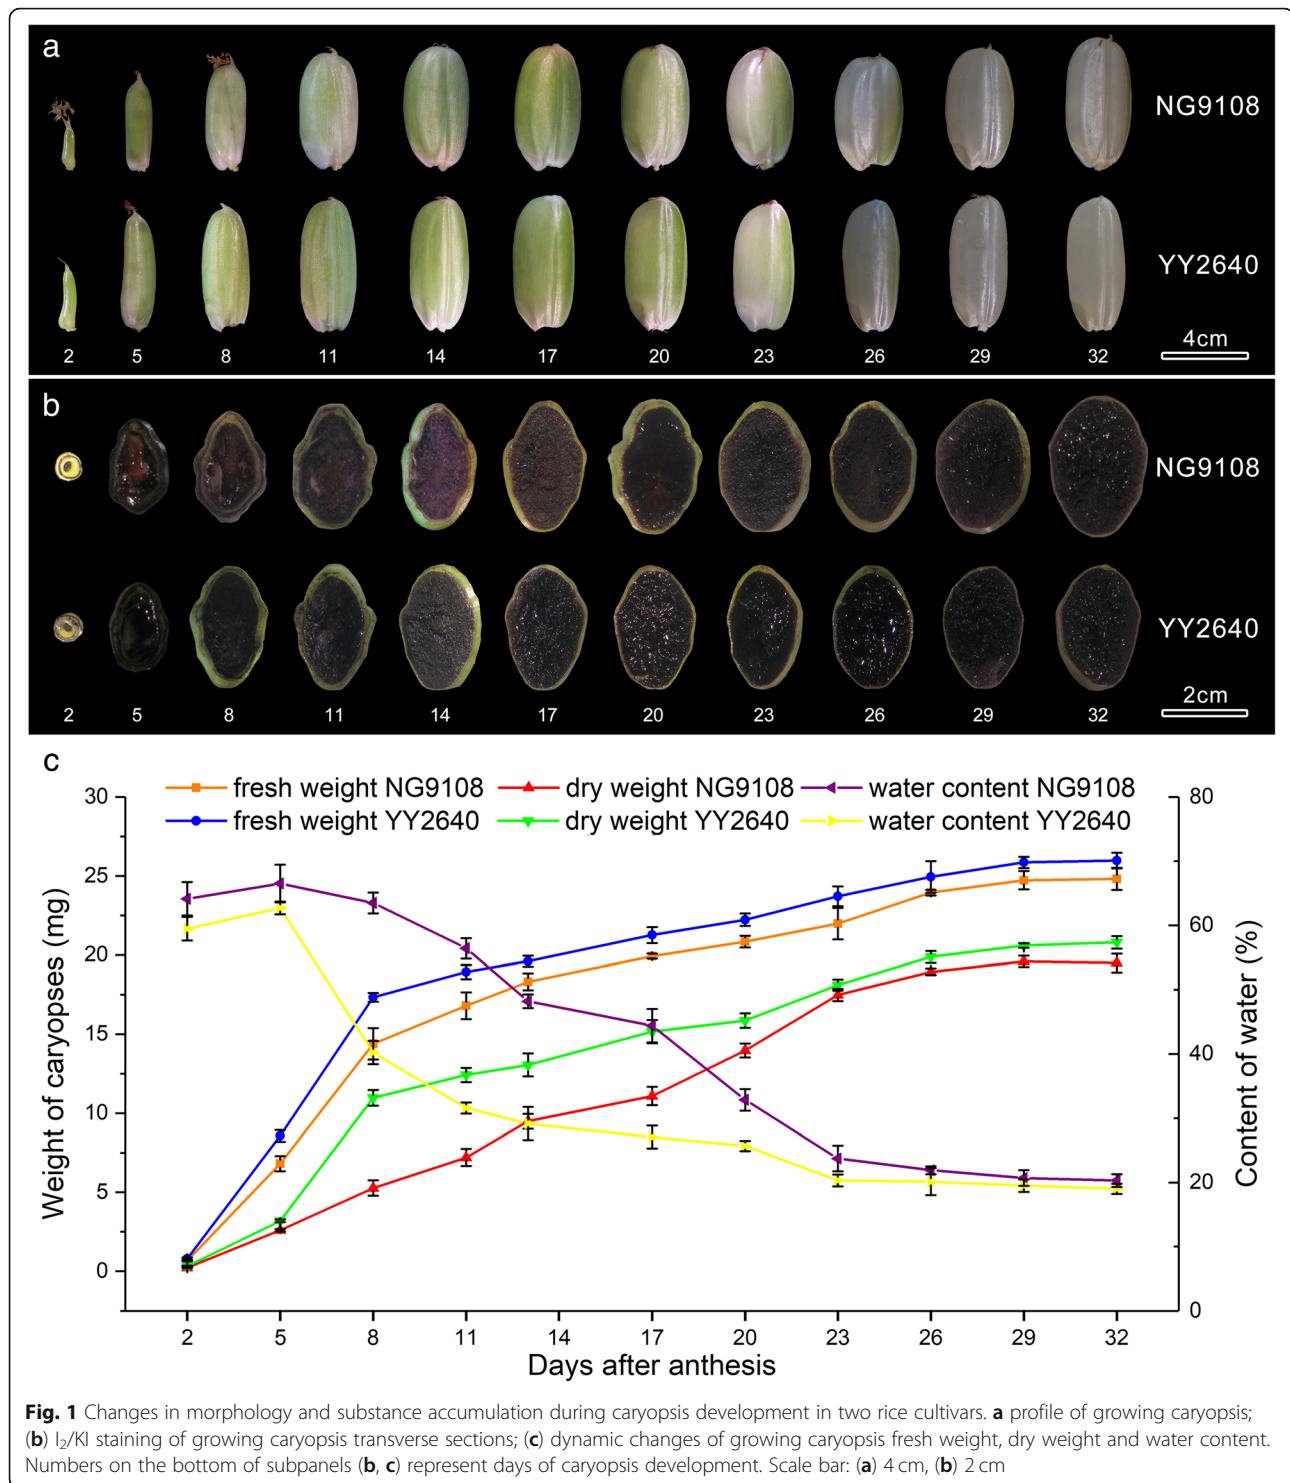 a
NG9108
YY2640
2 5 8 11 14 17 20 23 26 29 32
4cm
b
NG9108
YY2640
2 5 8 11 14 17 20 23 26 29 32
2cm
c
fresh weight NG9108 dry weight NG9108 water content NG9108
fresh weight YY2640 dry weight YY2640 water content YY2640
Weight of caryopses (mg)
30
25
20
15
10
5
0
80
60
40
20
0
Content of water (%)
2 5 8 11 14 17 20 23 26 29 32
Days after anthesis
Fig. 1 Changes in morphology and substance accumulation during caryopsis development in two rice cultivars. a profile of growing caryopsis;
(b) I₂/KI staining of growing caryopsis transverse sections; (c) dynamic changes of growing caryopsis fresh weight, dry weight and water content.
Numbers on the bottom of subpanels (b, c) represent days of caryopsis development. Scale bar: (a) 4 cm, (b) 2 cm